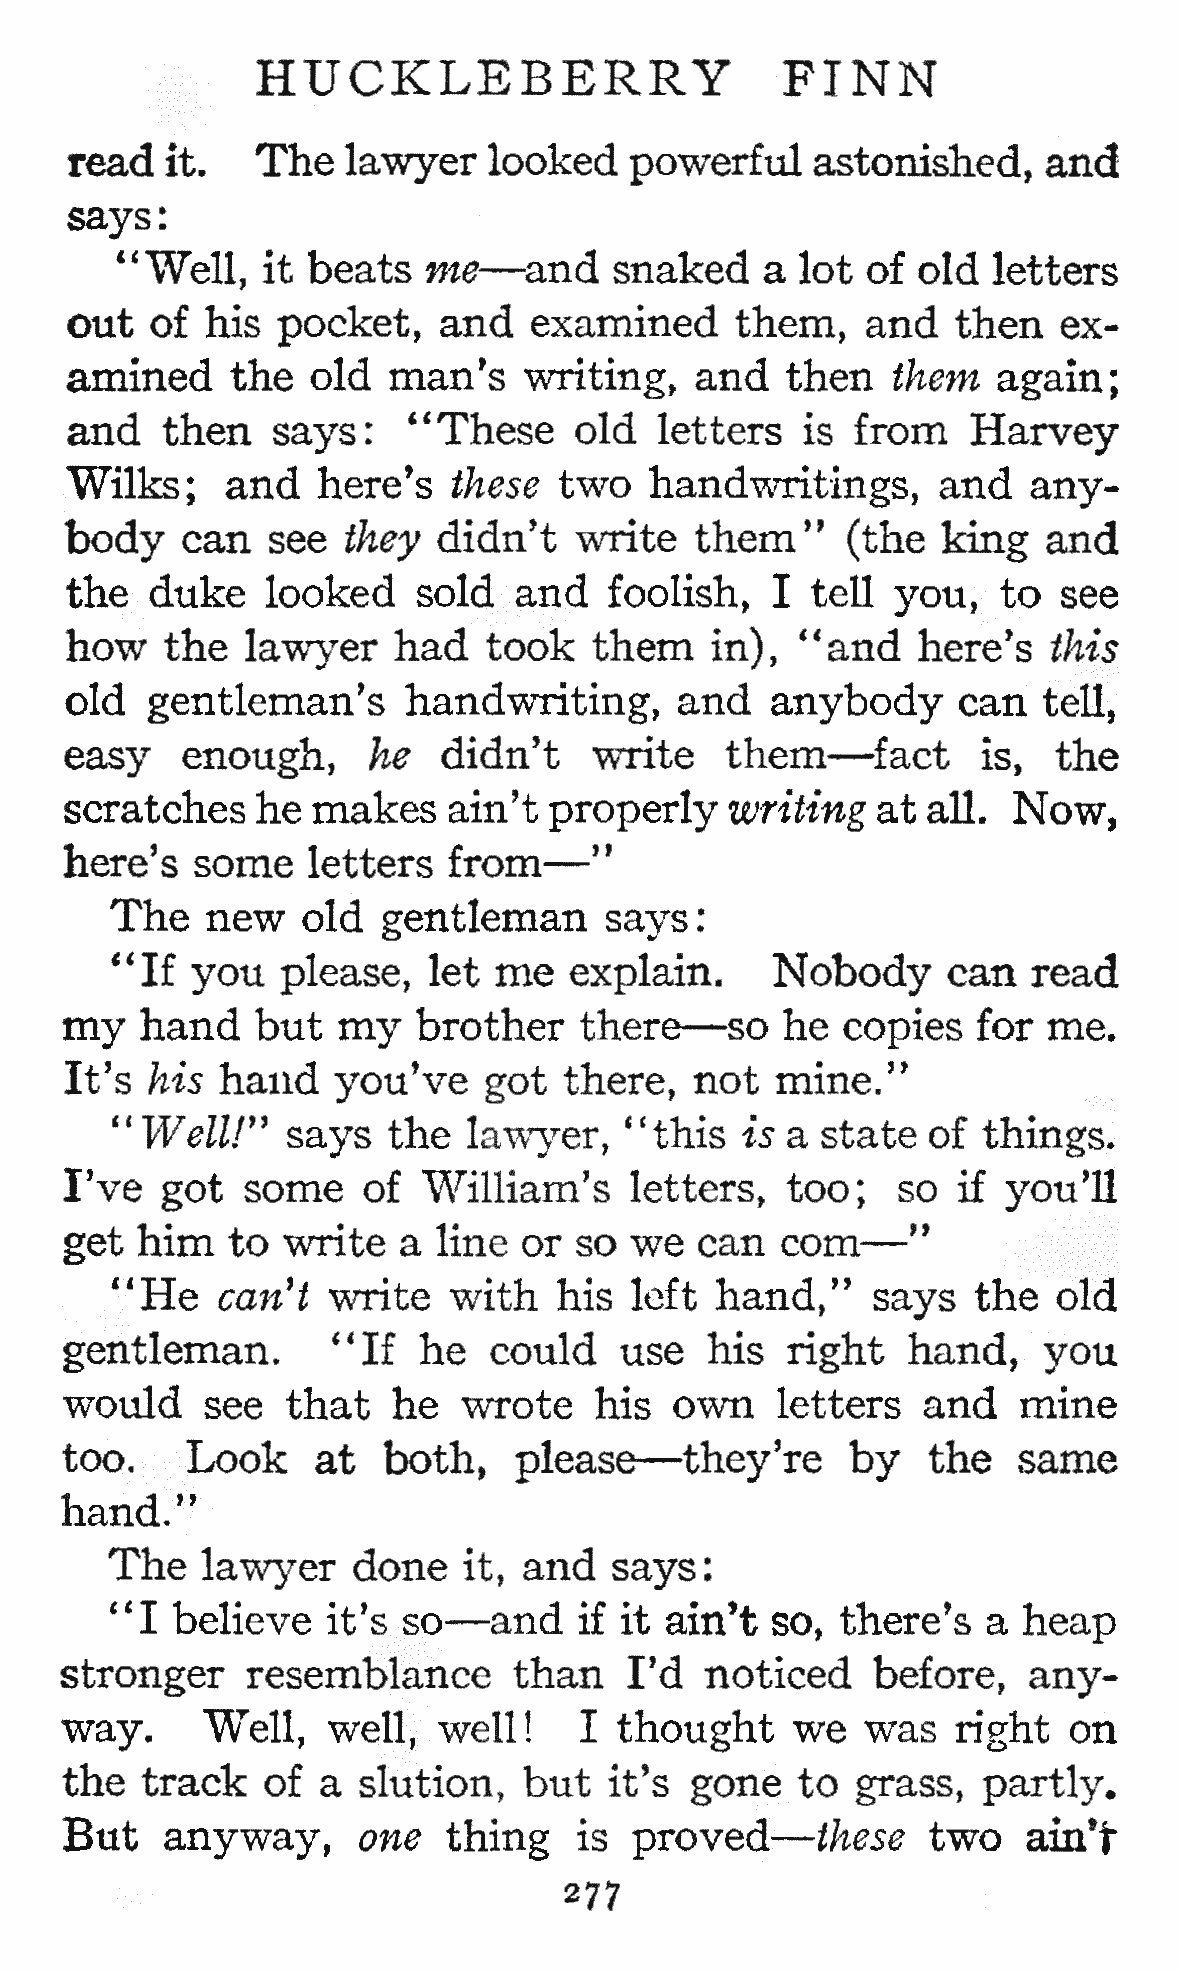 HUCKLEBERRY FINN
read it. The lawyer looked powerful astonished, and
says:
“Well, it beats me—and snaked a lot of old letters
out of his pocket, and examined them, and then ex-
amined the old man’s writing, and then them again;
and then says: “These old letters is from Harvey
Wilks; and here’s these two handwritings, and any-
body can see they didn’t write them” (the king and
the duke looked sold and foolish, I tell you, to see
how the lawyer had took them in), “and here’s this
old gentleman’s handwriting, and anybody can tell,
easy enough, he didn’t write them—fact is, the
scratches he makes ain’t properly writing at all. Now,
here’s some letters from—”
The new old gentleman says:
“If you please, let me explain. Nobody can read
my hand but my brother there—so he copies for me.
It’s his hand you’ve got there, not mine.”
“Well!” says the lawyer, “this is a state of things.
I’ve got some of William’s letters, too; so if you’ll
get him to write a line or so we can com—”
“He can’t write with his left hand,” says the old
gentleman. “If he could use his right hand, you
would see that he wrote his own letters and mine
too. Look at both, please—they’re by the same
hand.”
The lawyer done it, and says:
“I believe it’s so—and if it ain’t so, there’s a heap
stronger resemblance than I’d noticed before, any-
way. Well, well, well! I thought we was right on
the track of a slution, but it’s gone to grass, partly.
But anyway, one thing is proved—these two ain’t
277